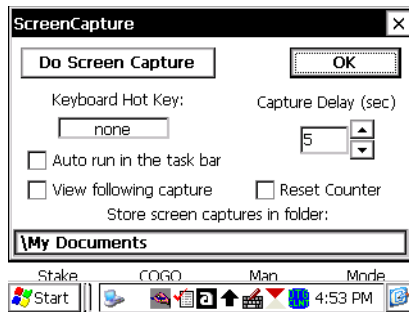 ScreenCapture
Do Screen Capture OK
Keyboard Hot Key: Capture Delay (sec)
none 5
Auto run in the task bar
View following capture Reset Counter
Store screen captures in folder:
\My Documents
Stake COGO Man Mode
Start a 4:53 PM